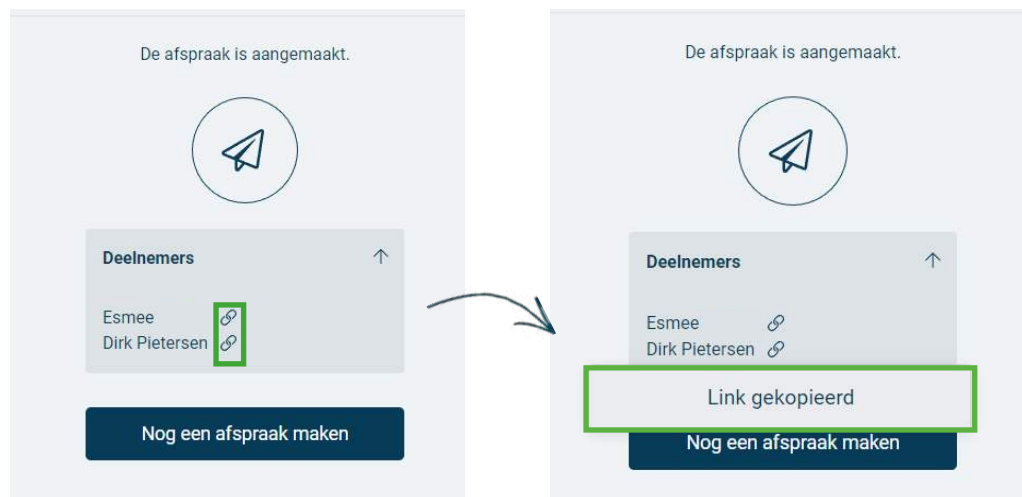 De afspraak is aangemaakt.
Deelnemers
Esmee
Dirk Pietersen
Nog een afspraak maken
De afspraak is aangemaakt.
Deelnemers
Esmee
Dirk Pietersen
Link gekopieerd
Nog een afspraak maken